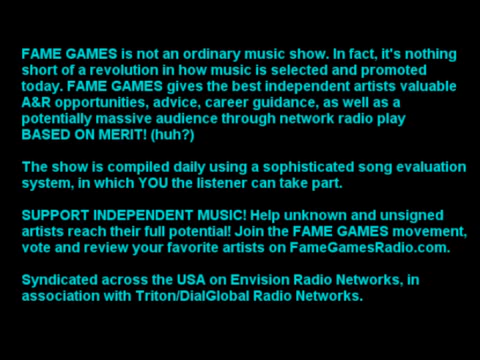 FAME GAMES is not an ordinary music show. In fact, it's nothing
short of a revolution in how music is selected and promoted
today. FAME GAMES gives the best independent artists valuable
A&R opportunities, advice, career guidance, as well as a
potentially massive audience through network radio play
BASED ON MERIT! (huh?)
The show is compiled daily using a sophisticated song evaluation
system, in which YOU the listener can take part.
SUPPORT INDEPENDENT MUSIC! Help unknown and unsigned
artists reach their full potential! Join the FAME GAMES movement,
vote and review your favorite artists on FameGamesRadio.com.
Syndicated across the USA on Envision Radio Networks, in
association with Triton/DialGlobal Radio Networks.